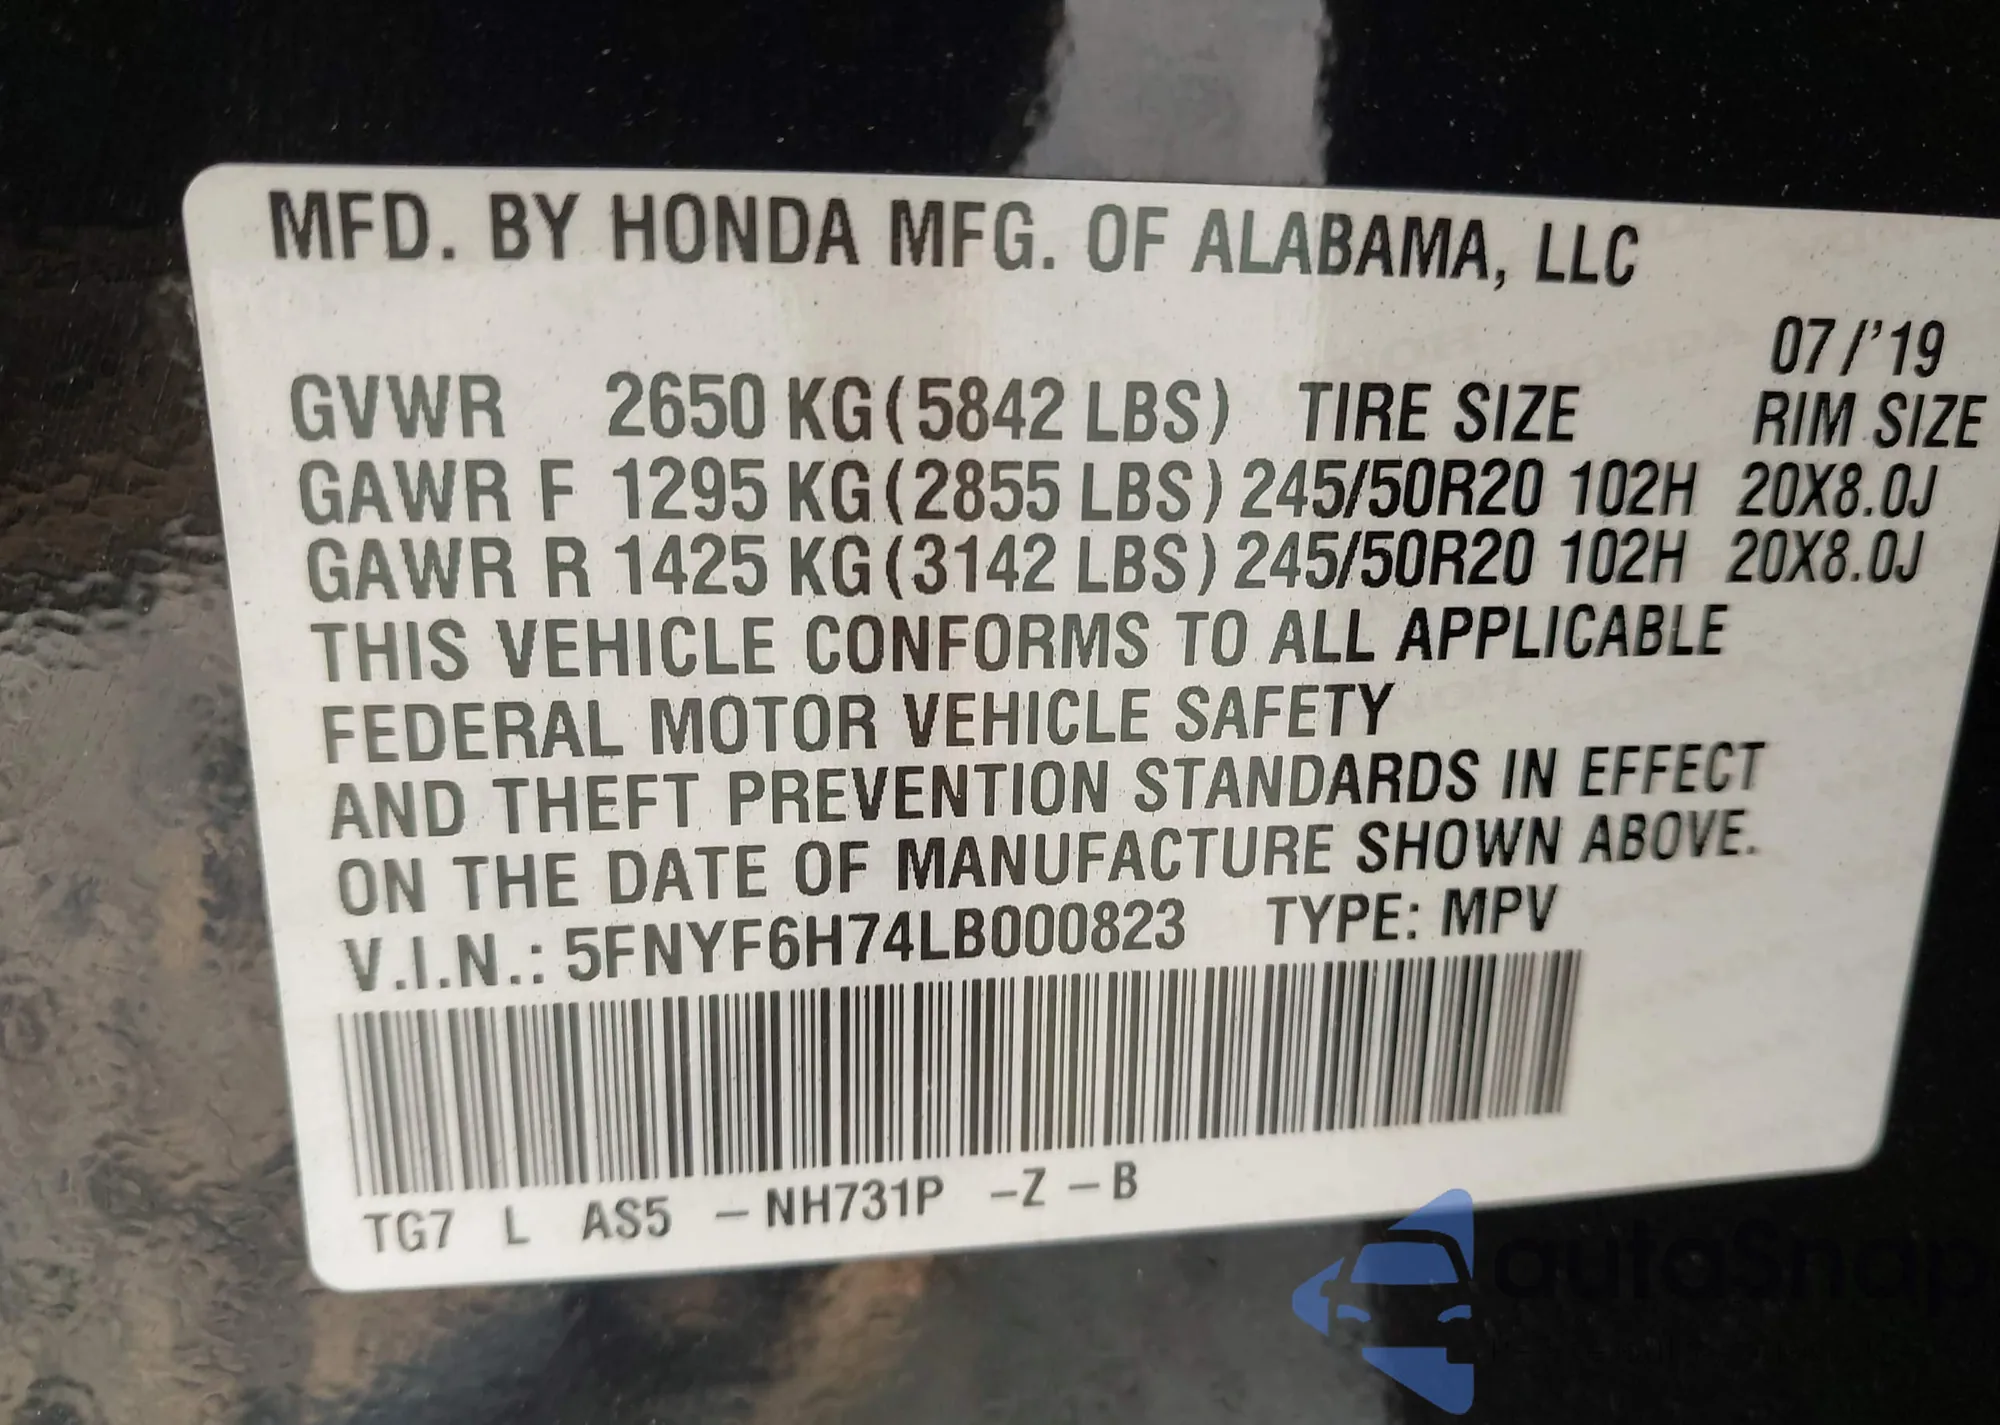 MFD. BY HONDA MFG. OF ALABAMA, LLC
07/'19
GVWR 2650 KG(5842 LBS) TIRE SIZE RIM SIZE
GAWR F 1295 KG(2855 LBS) 245/50R20 102H 20X8.0J
GAWR R 1425 KG(3142 LBS) 245/50R20 102H 20X8.0J
THIS VEHICLE CONFORMS TO ALL APPLICABLE
FEDERAL MOTOR VEHICLE SAFETY
AND THEFT PREVENTION STANDARDS IN EFFECT
ON THE DATE OF MANUFACTURE SHOWN ABOVE.
V.I.N.: 5FNYF6H74LB000823 TYPE: MPV
TG7 L AS5 – NH731P –Z – B
autoSnap